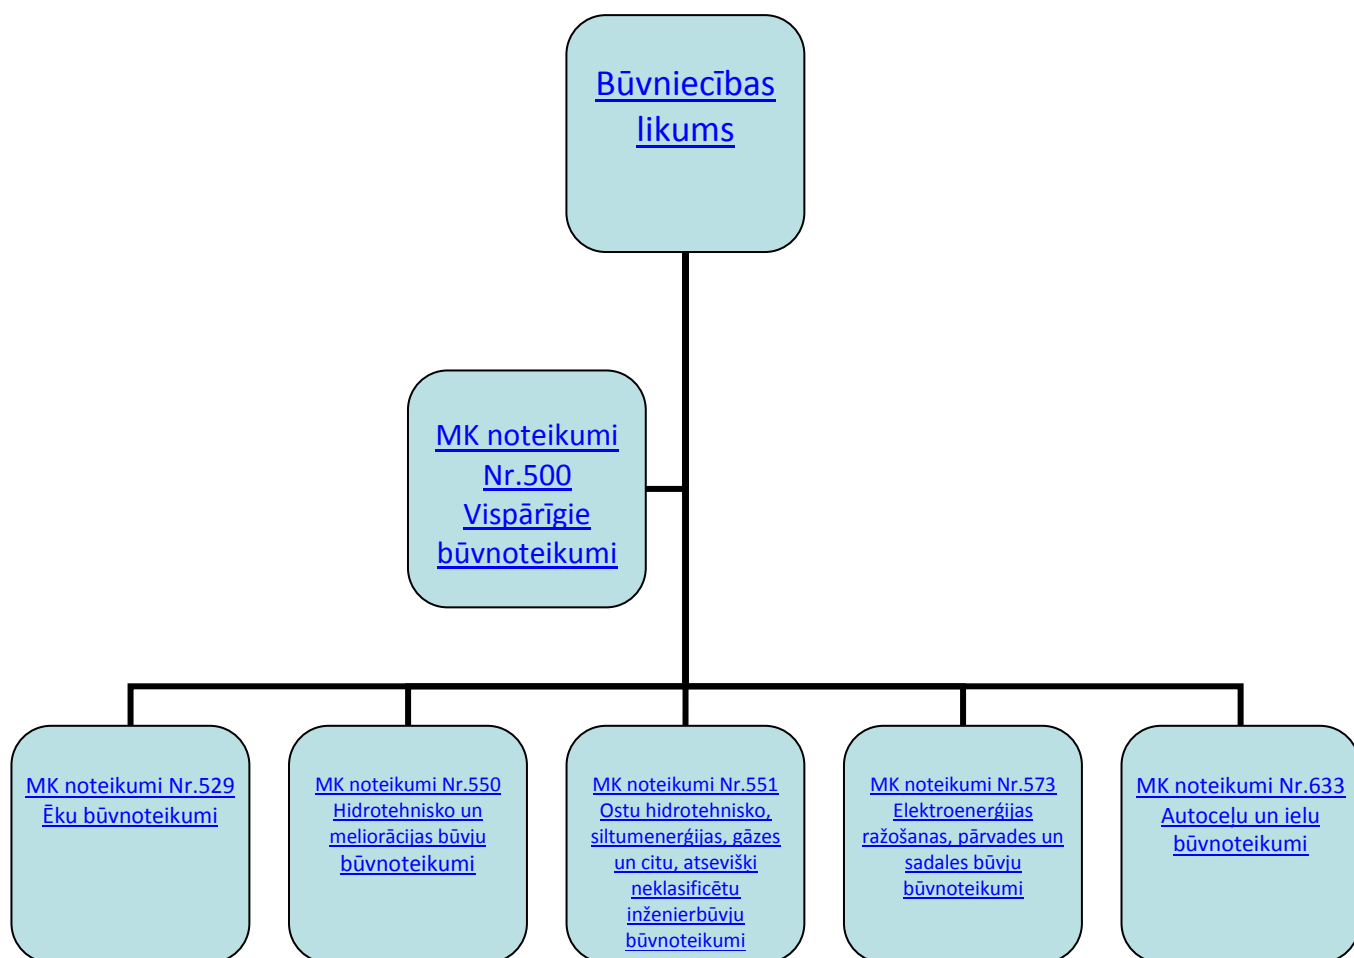 Būvniecības
likums
MK noteikumi
Nr.500
Vispārīgie
būvnoteikumi
MK noteikumi Nr.529
Ēku būvnoteikumi
MK noteikumi Nr.550
Hidrotehnisko un
meliorācijas būvju
būvnoteikumi
MK noteikumi Nr.551
Ostu hidrotehnisko,
siltumenerģijas, gāzes
un citu, atsevišķi
neklasificētu
inženierbūvju
būvnoteikumi
MK noteikumi Nr.573
Elektroenerģijas
ražošanas, pārvades un
sadales būvju
būvnoteikumi
MK noteikumi Nr.633
Autoceļu un ielu
būvnoteikumi